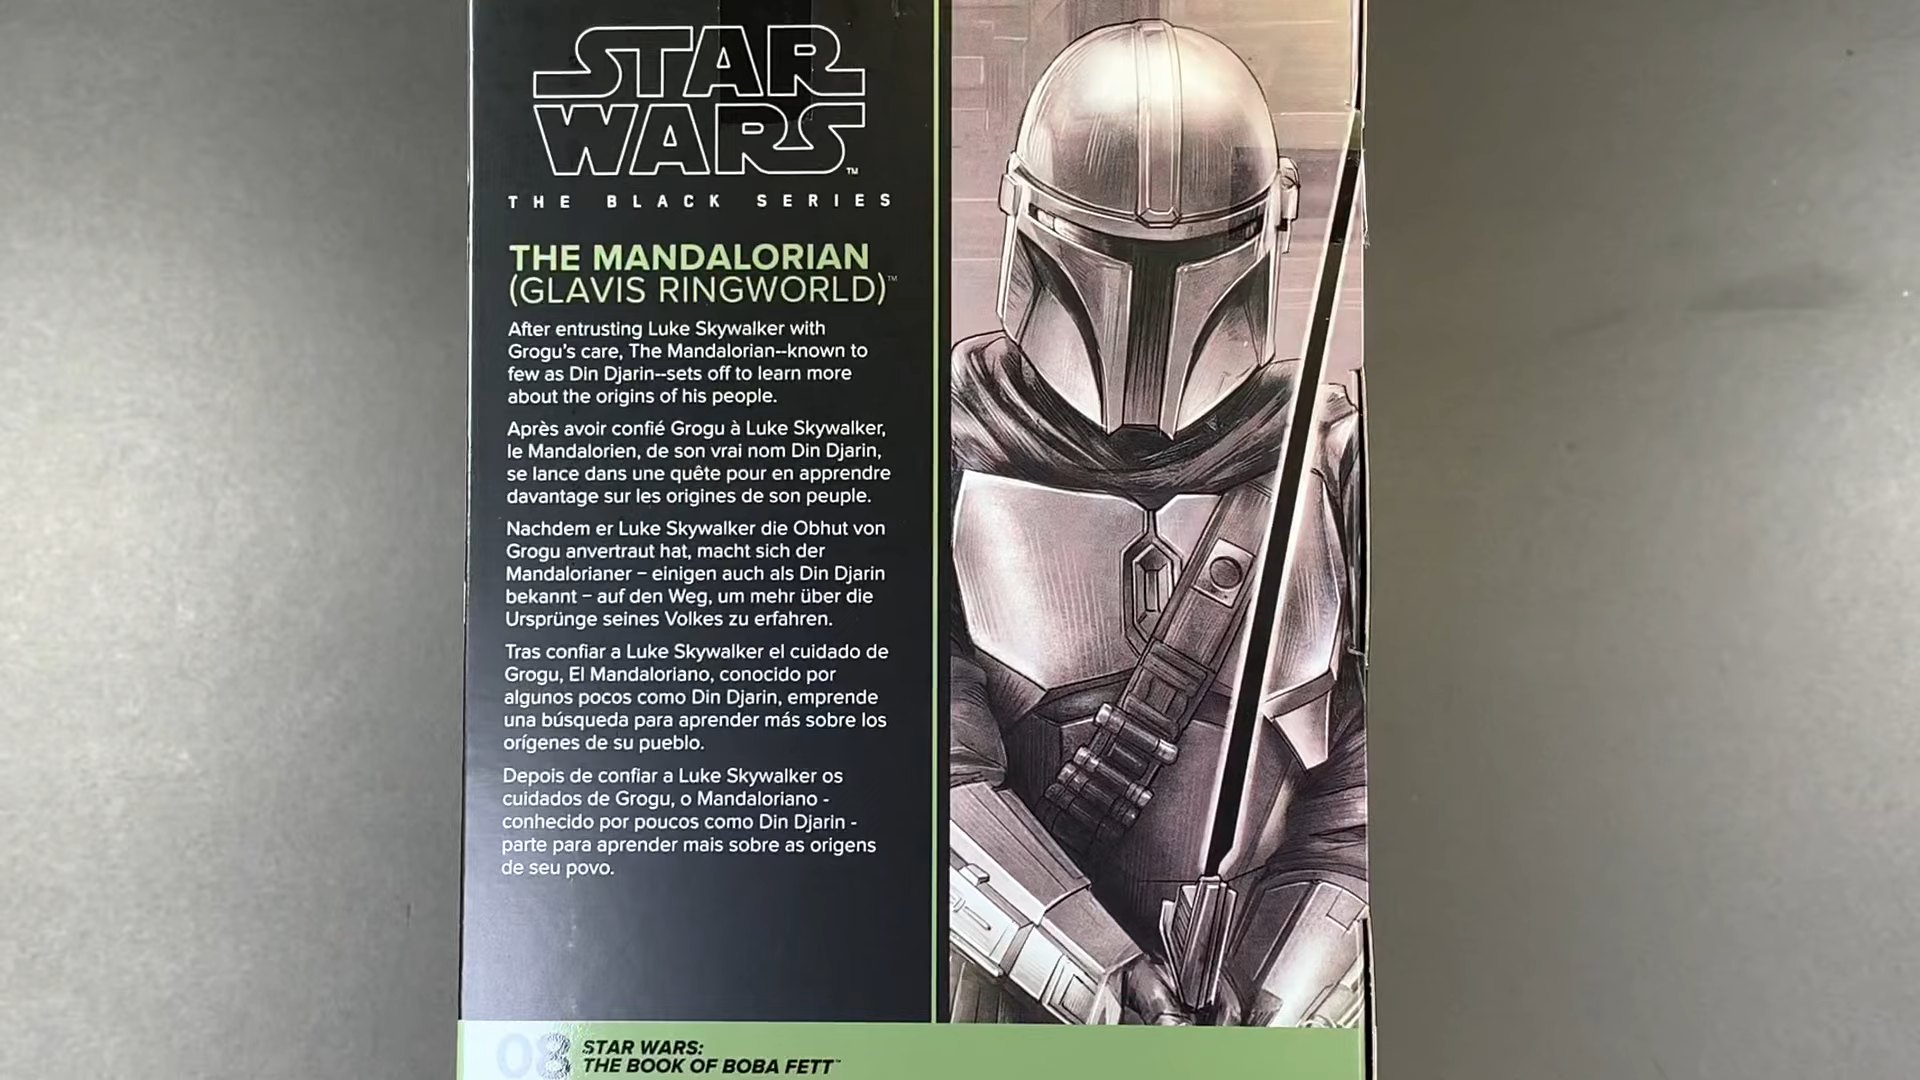 STAR
WARS™
THE BLACK SERIES
THE MANDALORIAN
(GLAVIS RINGWORLD)™
After entrusting Luke Skywalker with
Grogu's care, The Mandalorian--known to
few as Din Djarin--sets off to learn more
about the origins of his people.
Après avoir confié Grogu à Luke Skywalker,
le Mandalorien, de son vrai nom Din Djarin,
se lance dans une quête pour en apprendre
davantage sur les origines de son peuple.
Nachdem er Luke Skywalker die Obhut von
Grogu anvertraut hat, macht sich der
Mandalorianer – einigen auch als Din Djarin
bekannt – auf den Weg, um mehr über die
Ursprünge seines Volkes zu erfahren.
Tras confiar a Luke Skywalker el cuidado de
Grogu, El Mandaloriano, conocido por
algunos pocos como Din Djarin, emprende
una búsqueda para aprender más sobre los
orígenes de su pueblo.
Depois de confiar a Luke Skywalker os
cuidados de Grogu, o Mandaloriano -
conhecido por poucos como Din Djarin -
parte para aprender mais sobre as origens
de seu povo.
08
STAR WARS:
THE BOOK OF BOBA FETT™